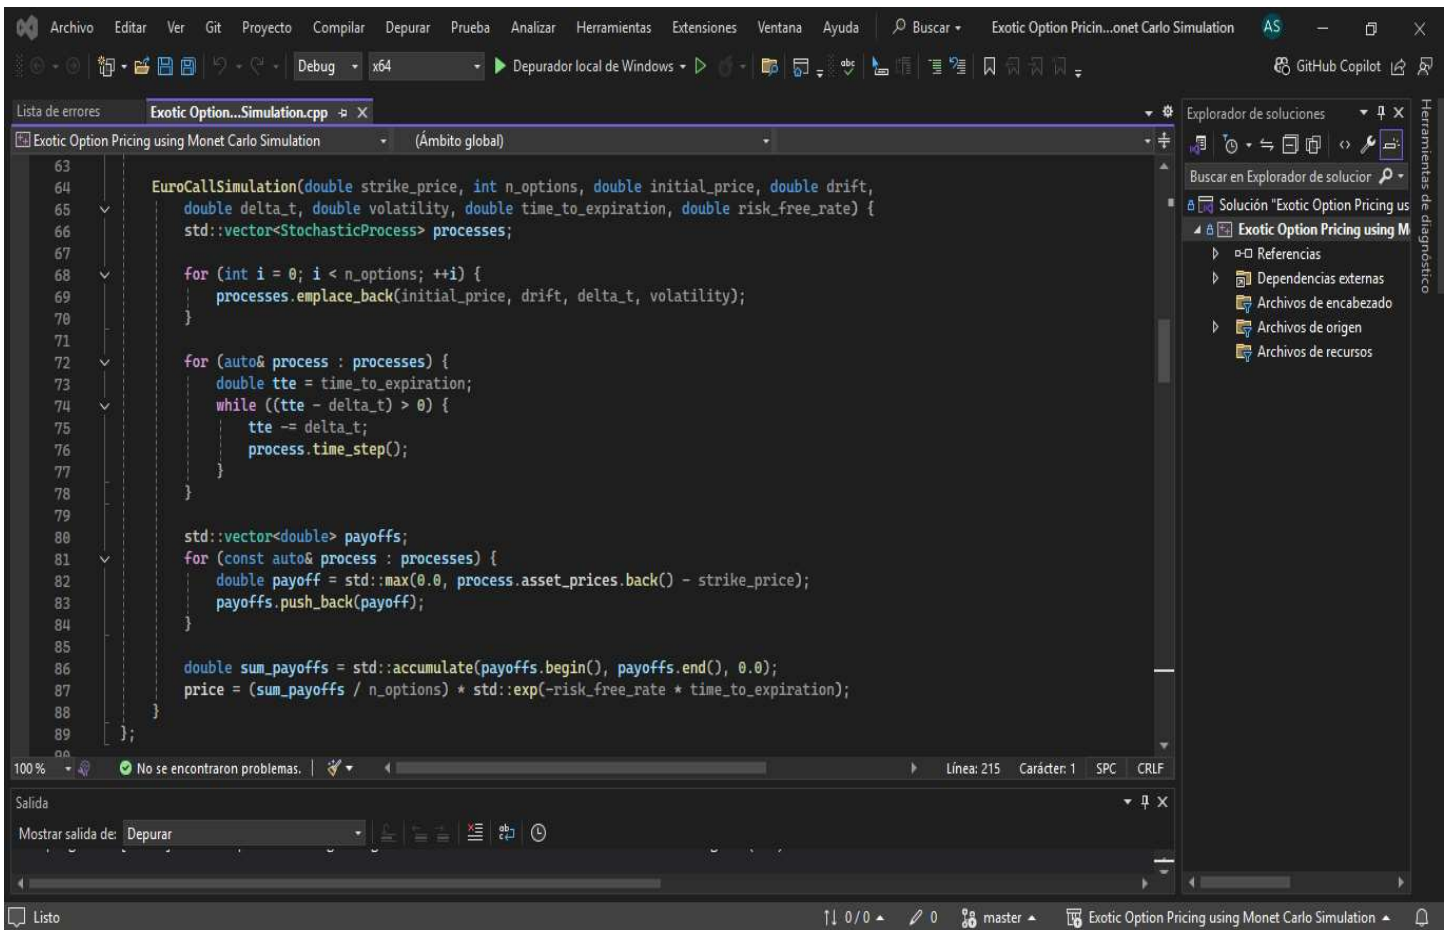 Archivo Editar Ver Git Proyecto Compilar Depurar Prueba Analizar Herramientas Extensiones Ventana Ayuda Buscar Exotic Option Pricin...onet Carlo Simulation AS
Debug x64 Depurador local de Windows GitHub Copilot
Lista de errores Exotic Option...Simulation.cpp
Exotic Option Pricing using Monet Carlo Simulation (Ámbito global)
63
64 EuroCallSimulation(double strike_price, int n_options, double initial_price, double drift,
65 double delta_t, double volatility, double time_to_expiration, double risk_free_rate) {
66 std::vector<StochasticProcess> processes;
67
68 for (int i = 0; i < n_options; ++i) {
69 processes.emplace_back(initial_price, drift, delta_t, volatility);
70 }
71
72 for (auto& process : processes) {
73 double tte = time_to_expiration;
74 while ((tte - delta_t) > 0) {
75 tte -= delta_t;
76 process.time_step();
77 }
78 }
79
80 std::vector<double> payoffs;
81 for (const auto& process : processes) {
82 double payoff = std::max(0.0, process.asset_prices.back() - strike_price);
83 payoffs.push_back(payoff);
84 }
85
86 double sum_payoffs = std::accumulate(payoffs.begin(), payoffs.end(), 0.0);
87 price = (sum_payoffs / n_options) * std::exp(-risk_free_rate * time_to_expiration);
88 }
89 };
90
100 % No se encontraron problemas. Línea: 215 Carácter: 1 SPC CRLF
Salida
Mostrar salida de: Depurar
Explorador de soluciones
Buscar en Explorador de solucior
Solución "Exotic Option Pricing us
Exotic Option Pricing using M
Referencias
Dependencias externas
Archivos de encabezado
Archivos de origen
Archivos de recursos
Herramientas de diagnóstico
Listo 0 / 0 0 master Exotic Option Pricing using Monet Carlo Simulation